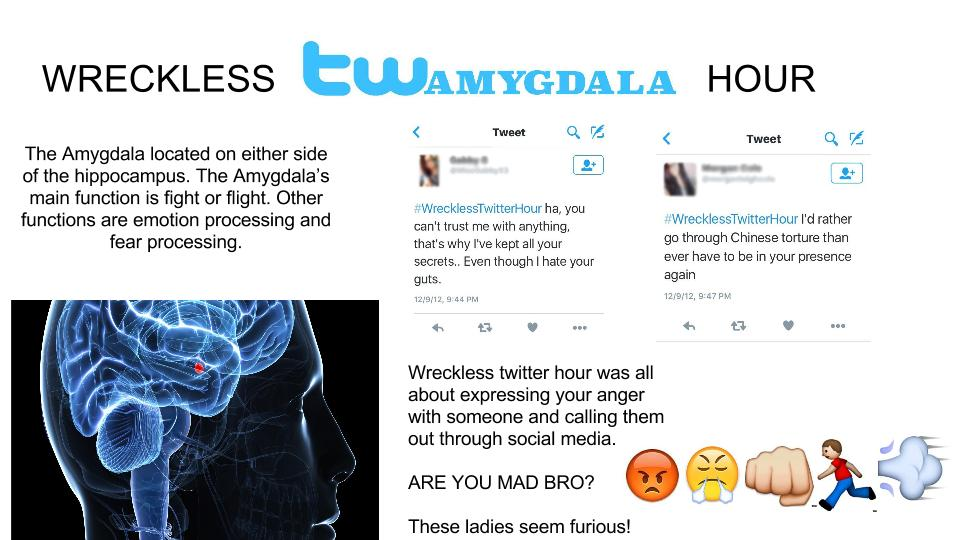 WRECKLESS twAMYGDALA HOUR
The Amygdala located on either side
of the hippocampus. The Amygdala's
main function is fight or flight. Other
functions are emotion processing and
fear processing.
Tweet
#WrecklessTwitterHour ha, you
can't trust me with anything,
that's why I've kept all your
secrets.. Even though I hate your
guts.
12/9/12, 9:44 PM
Tweet
#WrecklessTwitterHour I'd rather
go through Chinese torture than
ever have to be in your presence
again
12/9/12, 9:47 PM
Wreckless twitter hour was all
about expressing your anger
with someone and calling them
out through social media.
ARE YOU MAD BRO?
These ladies seem furious!